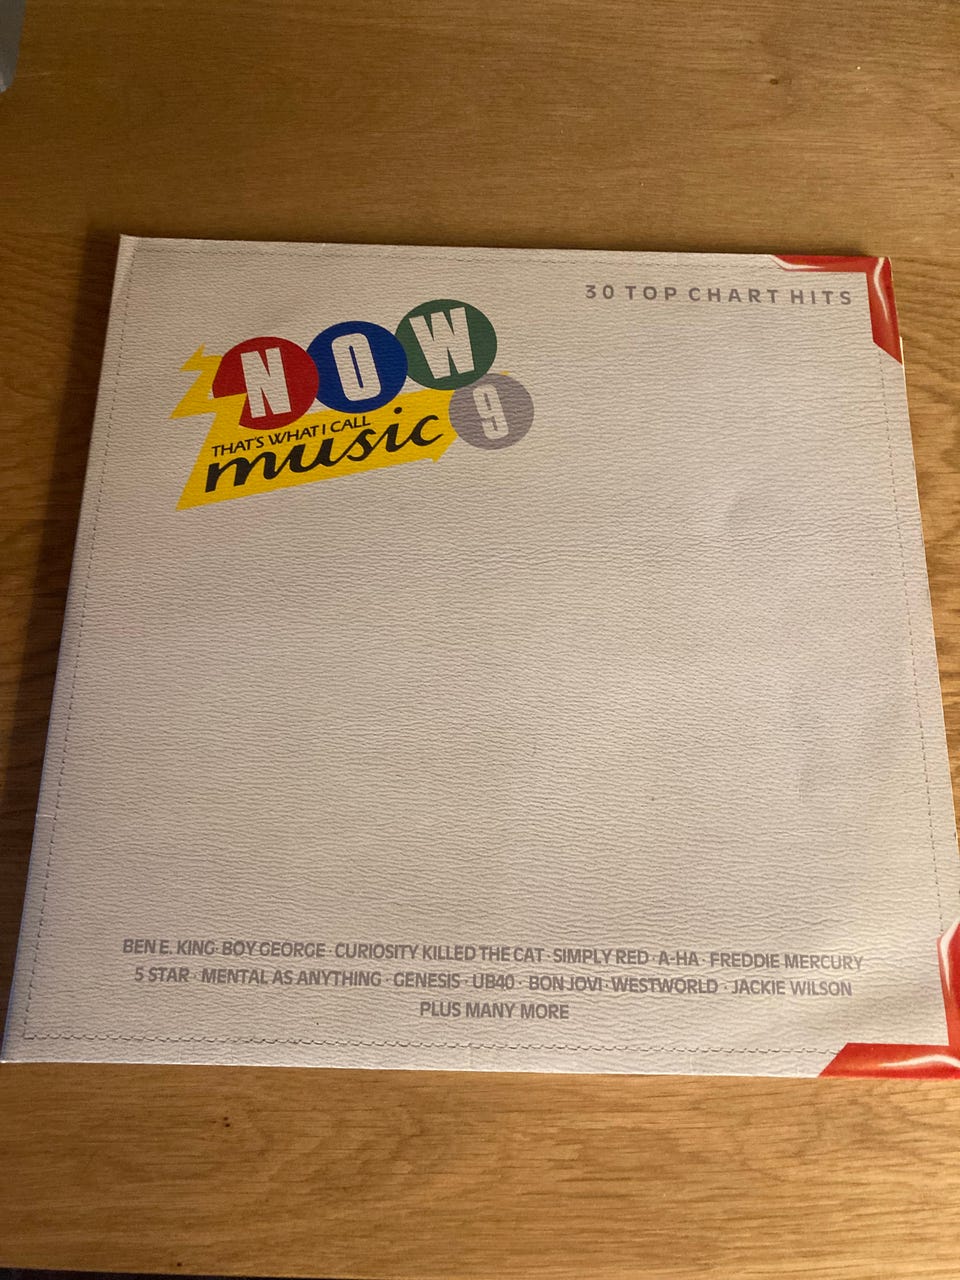 30 TOP CHART HITS
NOW 9
THAT'S WHAT I CALL
music
BEN E. KING · BOY GEORGE · CURIOSITY KILLED THE CAT · SIMPLY RED · A-HA · FREDDIE MERCURY
5 STAR · MENTAL AS ANYTHING · GENESIS · UB40 · BON JOVI · WESTWORLD · JACKIE WILSON
PLUS MANY MORE